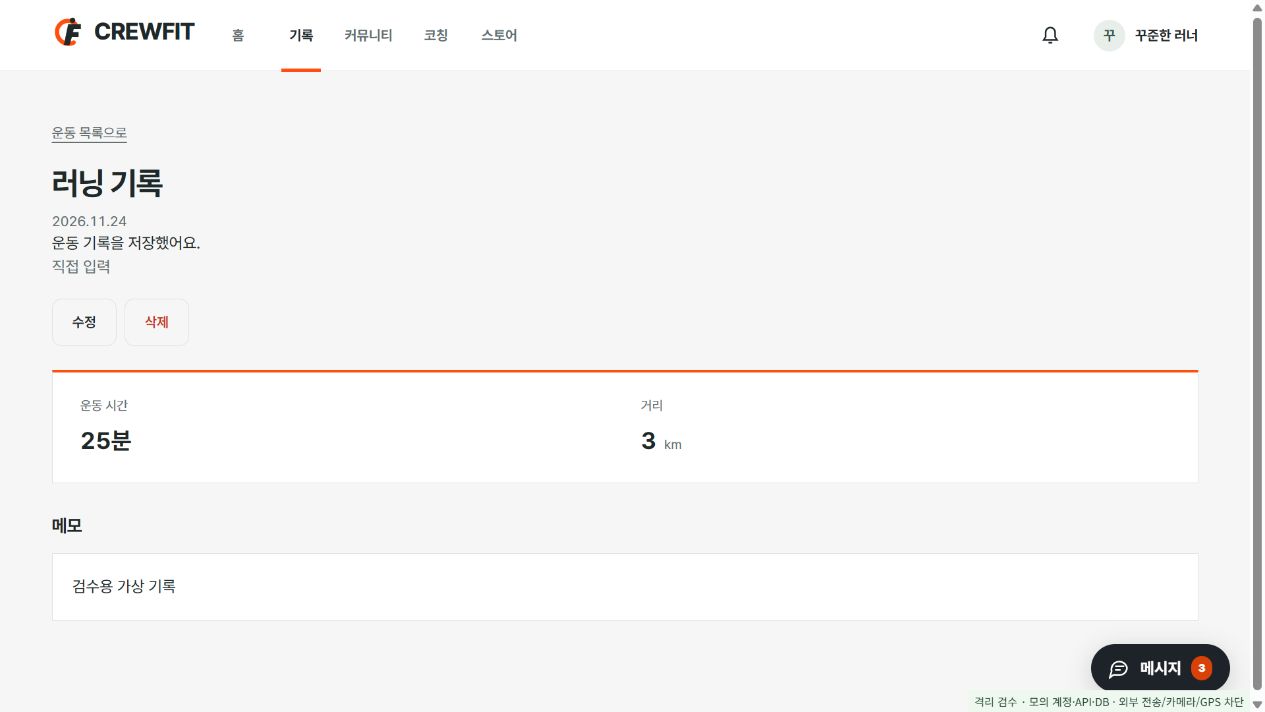 CREWFIT
홈
기록
커뮤니티
코칭
스토어
꾸
꾸준한 러너
운동 목록으로
러닝 기록
2026.11.24
운동 기록을 저장했어요.
직접 입력
수정
삭제
운동 시간
거리
25분
3 km
메모
검수용 가상 기록
메시지 3
격리 검수 · 모의 계정·API·DB · 외부 전송/카메라/GPS 차단